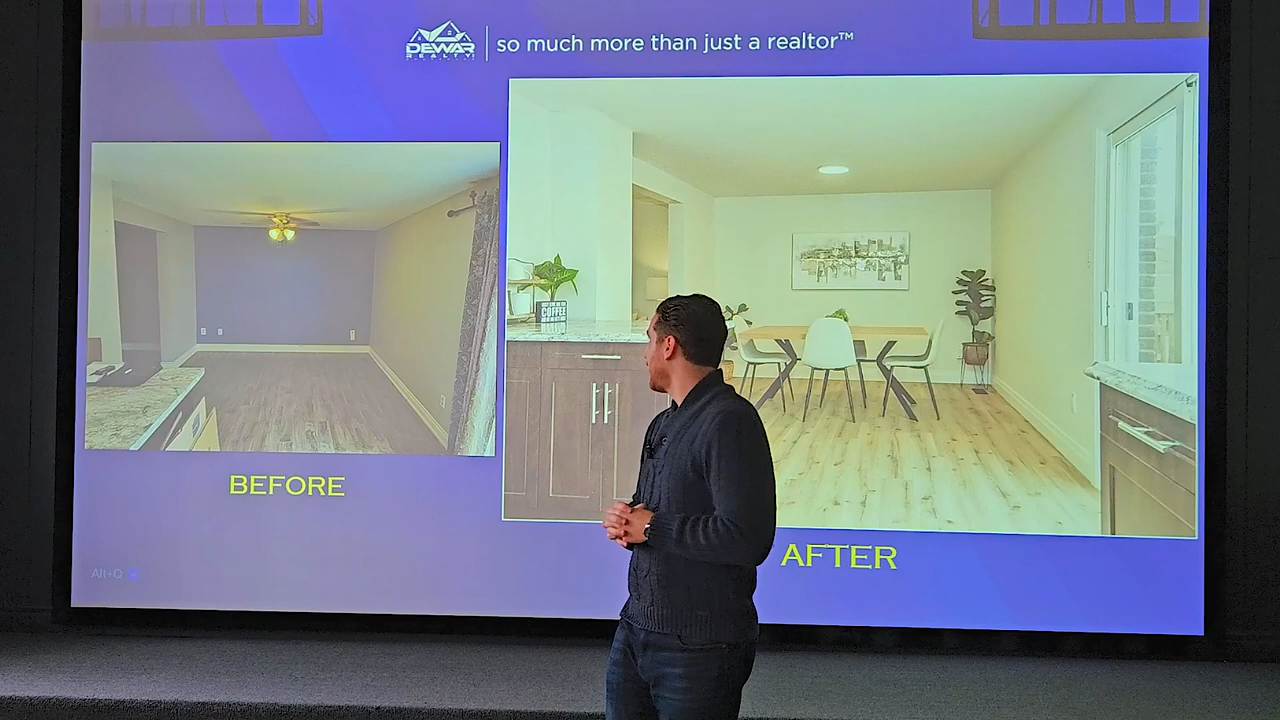 DEWAR
REALTY
so much more than just a realtor™
COFFEE
BEFORE
AFTER
Alt+Q